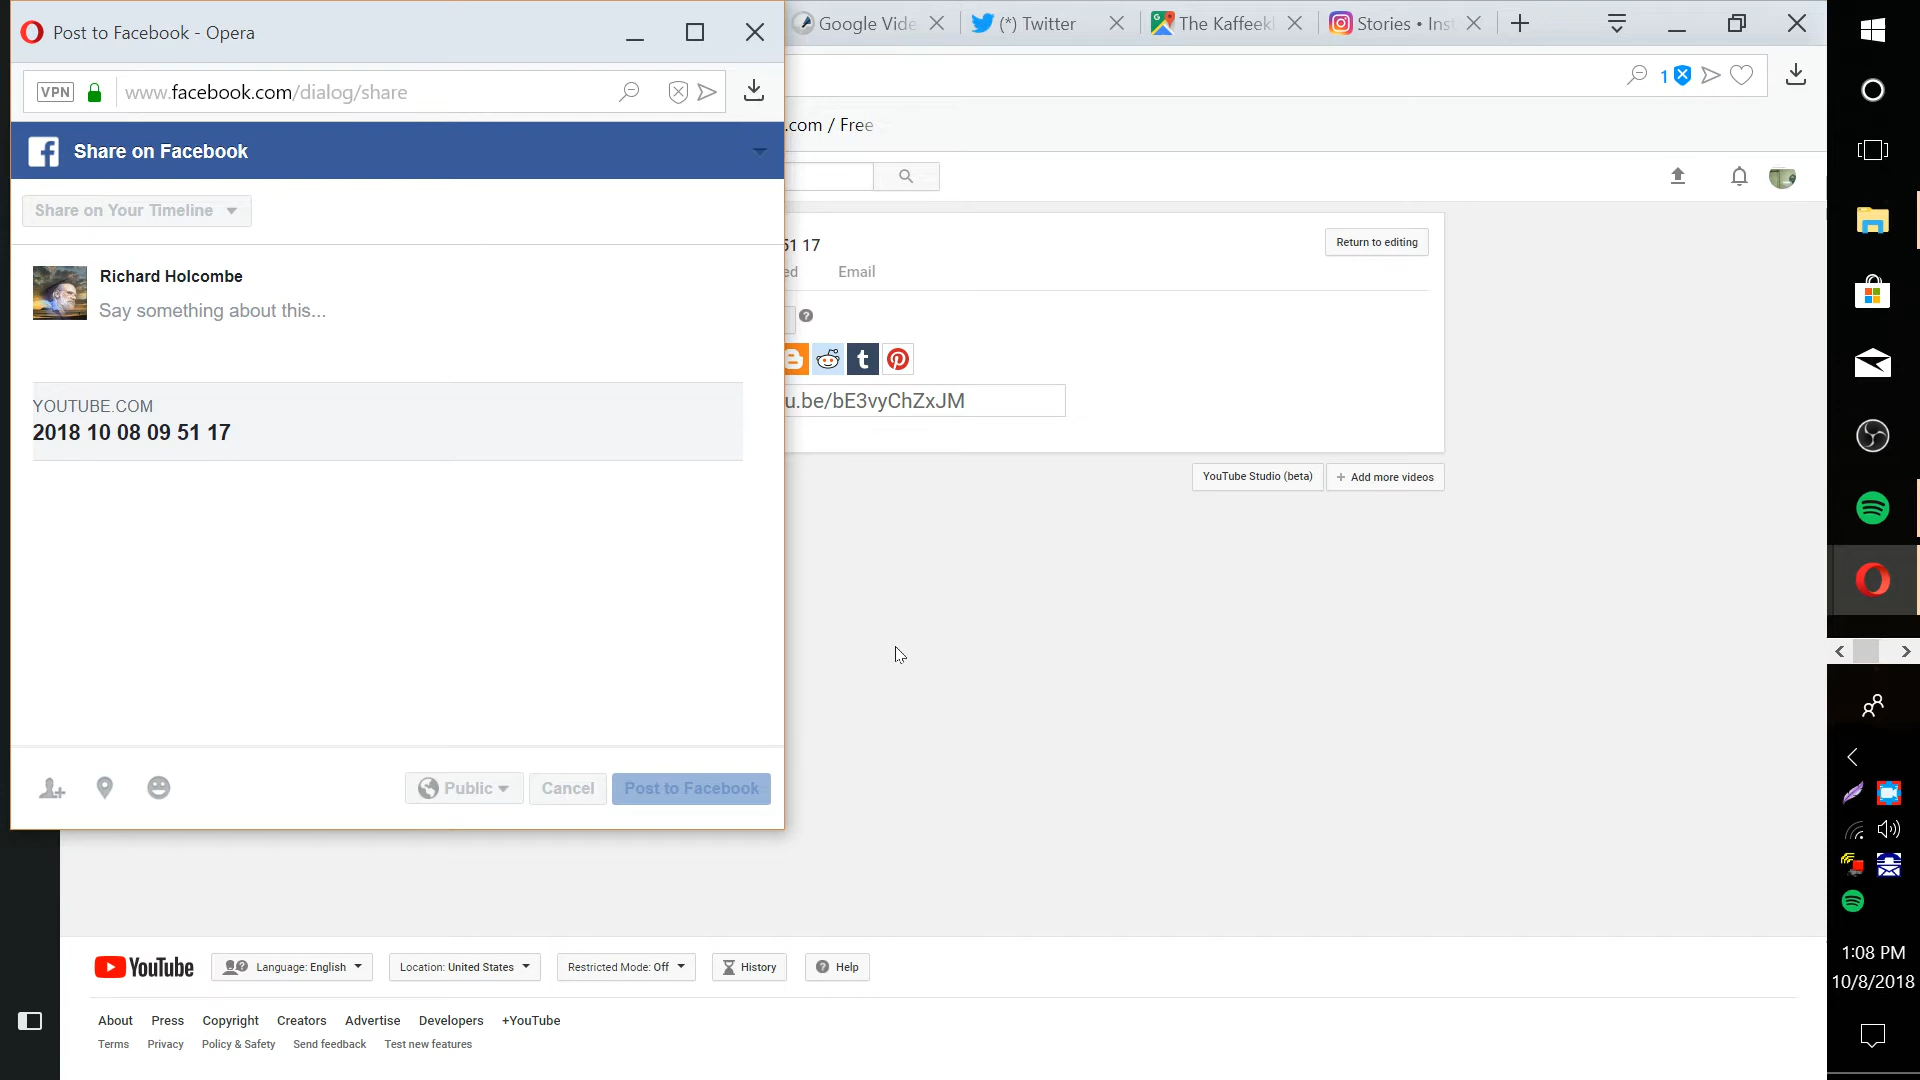 Post to Facebook - Opera
VPN
www.facebook.com/dialog/share
Share on Facebook
Share on Your Timeline
Richard Holcombe
Say something about this...
YOUTUBE.COM
2018 10 08 09 51 17
Public
Cancel
Post to Facebook
Google Vide
(*) Twitter
The Kaffeekl
Stories • Inst
1
.com / Free
51 17
Return to editing
ed
Email
u.be/bE3vyChZxJM
YouTube Studio (beta)
+ Add more videos
YouTube
Language: English
Location: United States
Restricted Mode: Off
History
Help
About Press Copyright Creators Advertise Developers +YouTube
Terms Privacy Policy & Safety Send feedback Test new features
1:08 PM
10/8/2018